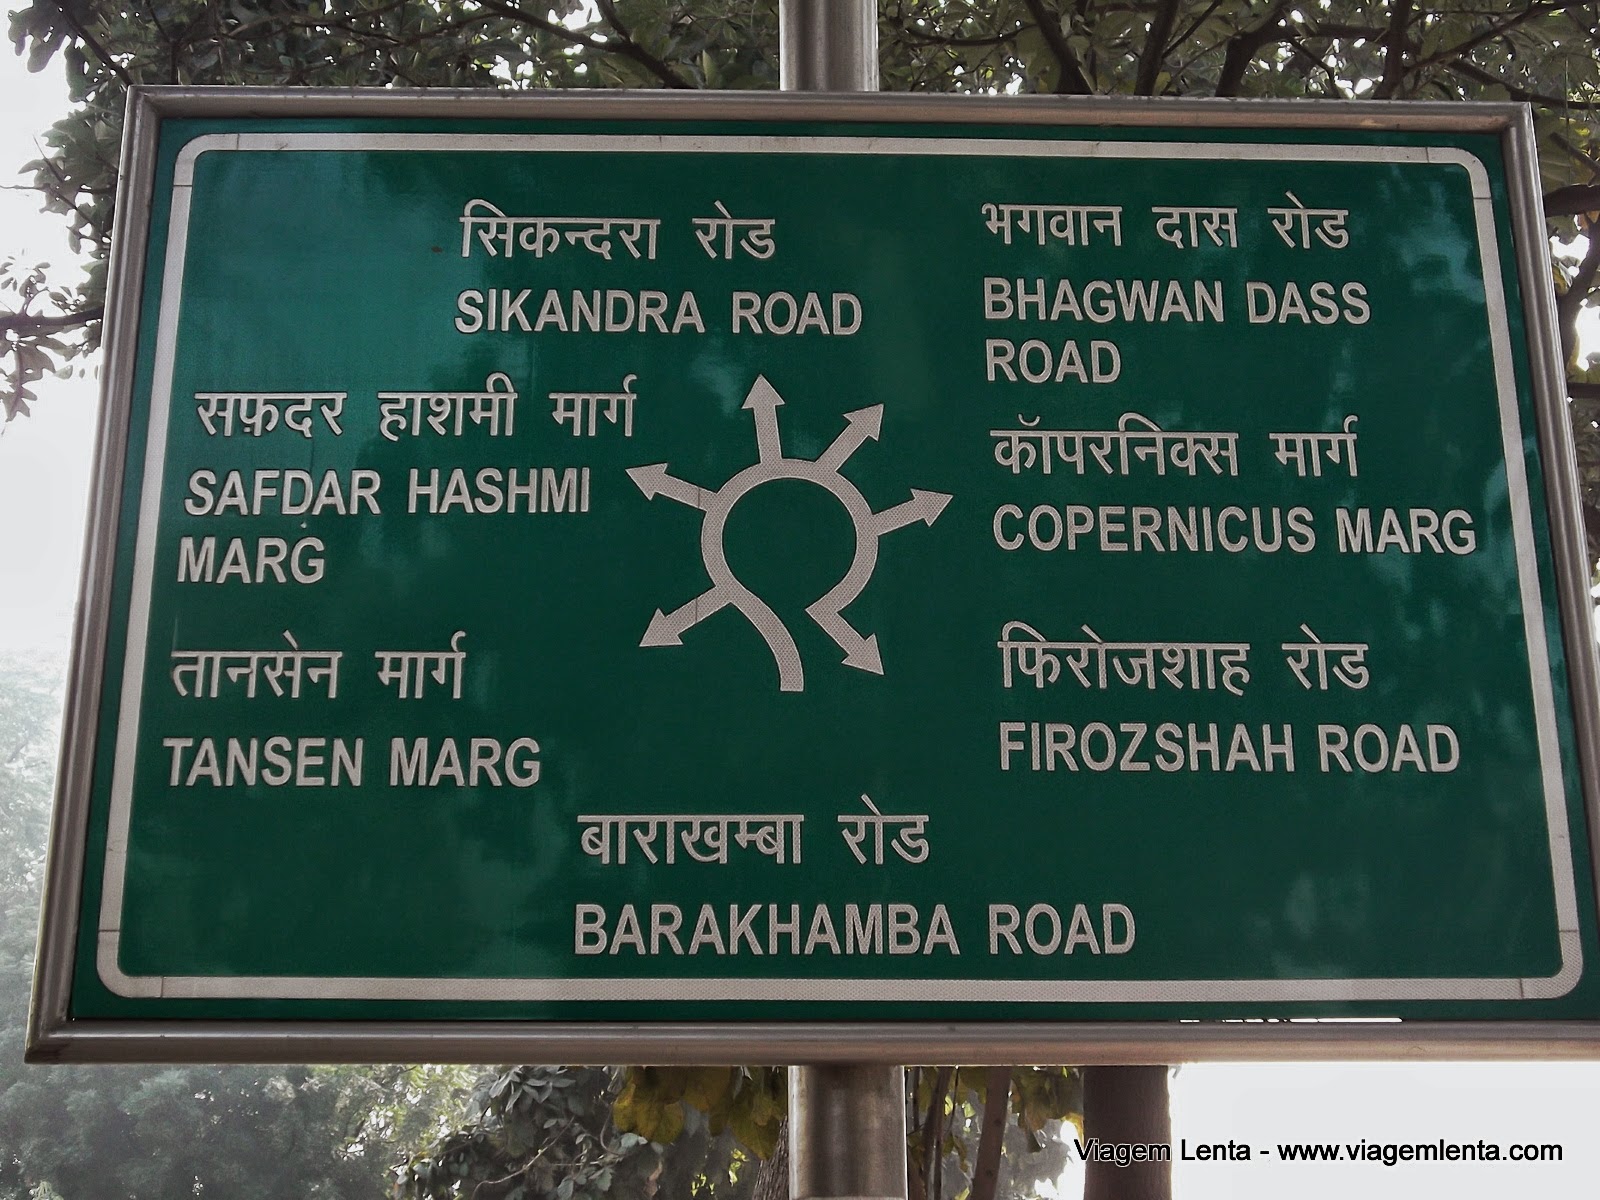 सिकन्दरा रोड
SIKANDRA ROAD
भगवान दास रोड
BHAGWAN DASS
ROAD
सफ़दर हाशमी मार्ग
SAFDAR HASHMI
MARG
कॉपरनिक्स मार्ग
COPERNICUS MARG
तानसेन मार्ग
TANSEN MARG
फिरोजशाह रोड
FIROZSHAH ROAD
बाराखम्बा रोड
BARAKHAMBA ROAD
Viagem Lenta - www.viagemlenta.com